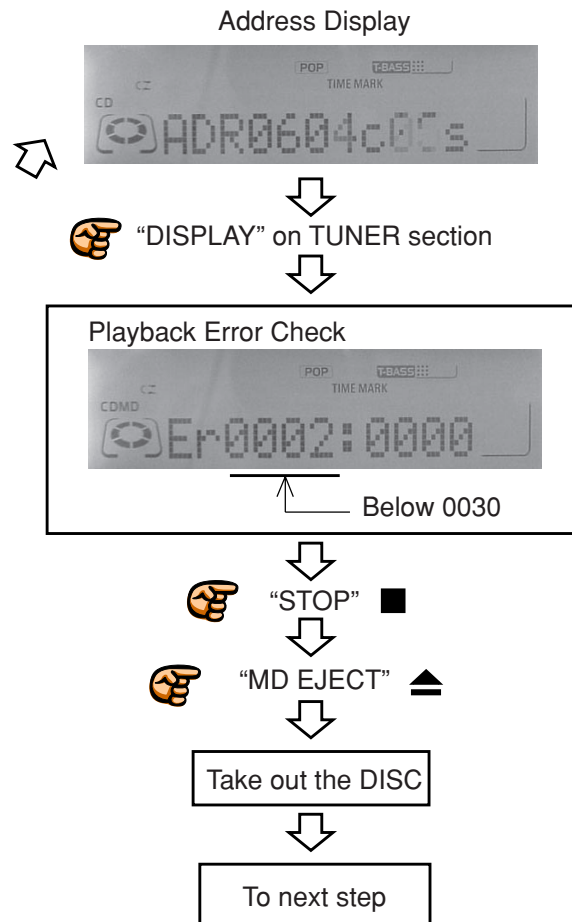 Address Display
POP T-BASS
TIME MARK
CD
“DISPLAY” on TUNER section
Playback Error Check
POP T-BASS
TIME MARK
CDMD
Er0002:0000
Below 0030
“STOP”
“MD EJECT”
Take out the DISC
To next step